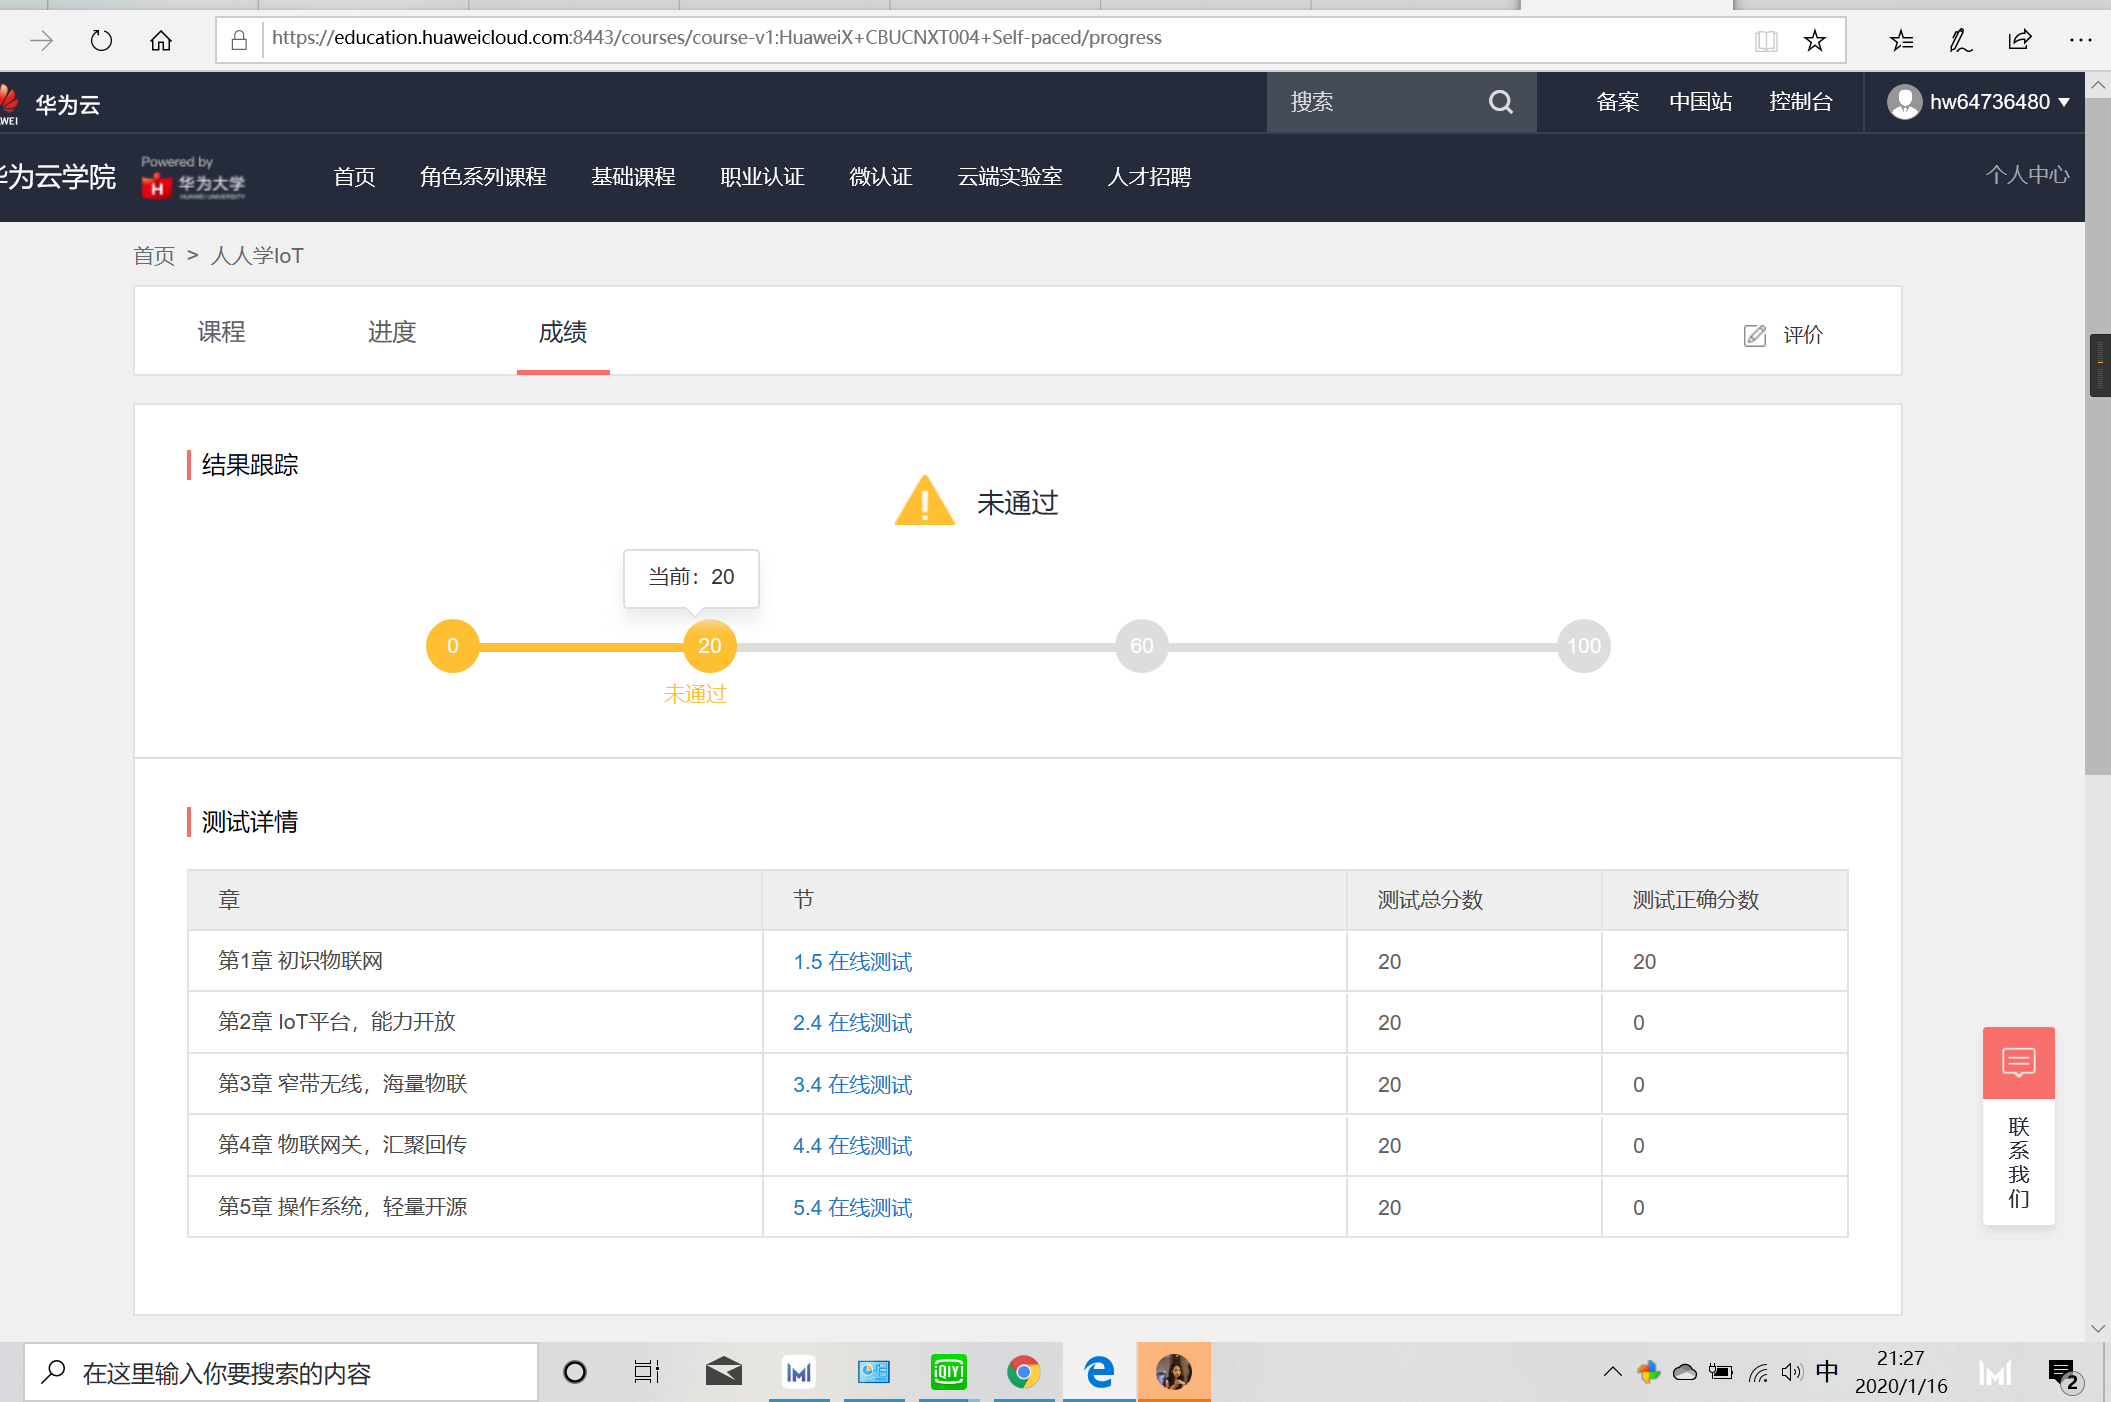 https://education.huaweicloud.com:8443/courses/course-v1:HuaweiX+CBUCNXT004+Self-paced/progress
华为云
搜索
备案 中国站 控制台 hw64736480
为云学院 Powered by 华为大学 HUAWEI UNIVERSITY
首页 角色系列课程 基础课程 职业认证 微认证 云端实验室 人才招聘 个人中心
首页 > 人人学IoT
课程 进度 成绩 评价
结果跟踪
未通过
当前：20
0 20 60 100
未通过
测试详情
章 节 测试总分数 测试正确分数
第1章 初识物联网 1.5 在线测试 20 20
第2章 IoT平台，能力开放 2.4 在线测试 20 0
第3章 窄带无线，海量物联 3.4 在线测试 20 0
第4章 物联网关，汇聚回传 4.4 在线测试 20 0
第5章 操作系统，轻量开源 5.4 在线测试 20 0
联
系
我
们
在这里输入你要搜索的内容
iQIYI
中
21:27
2020/1/16
2